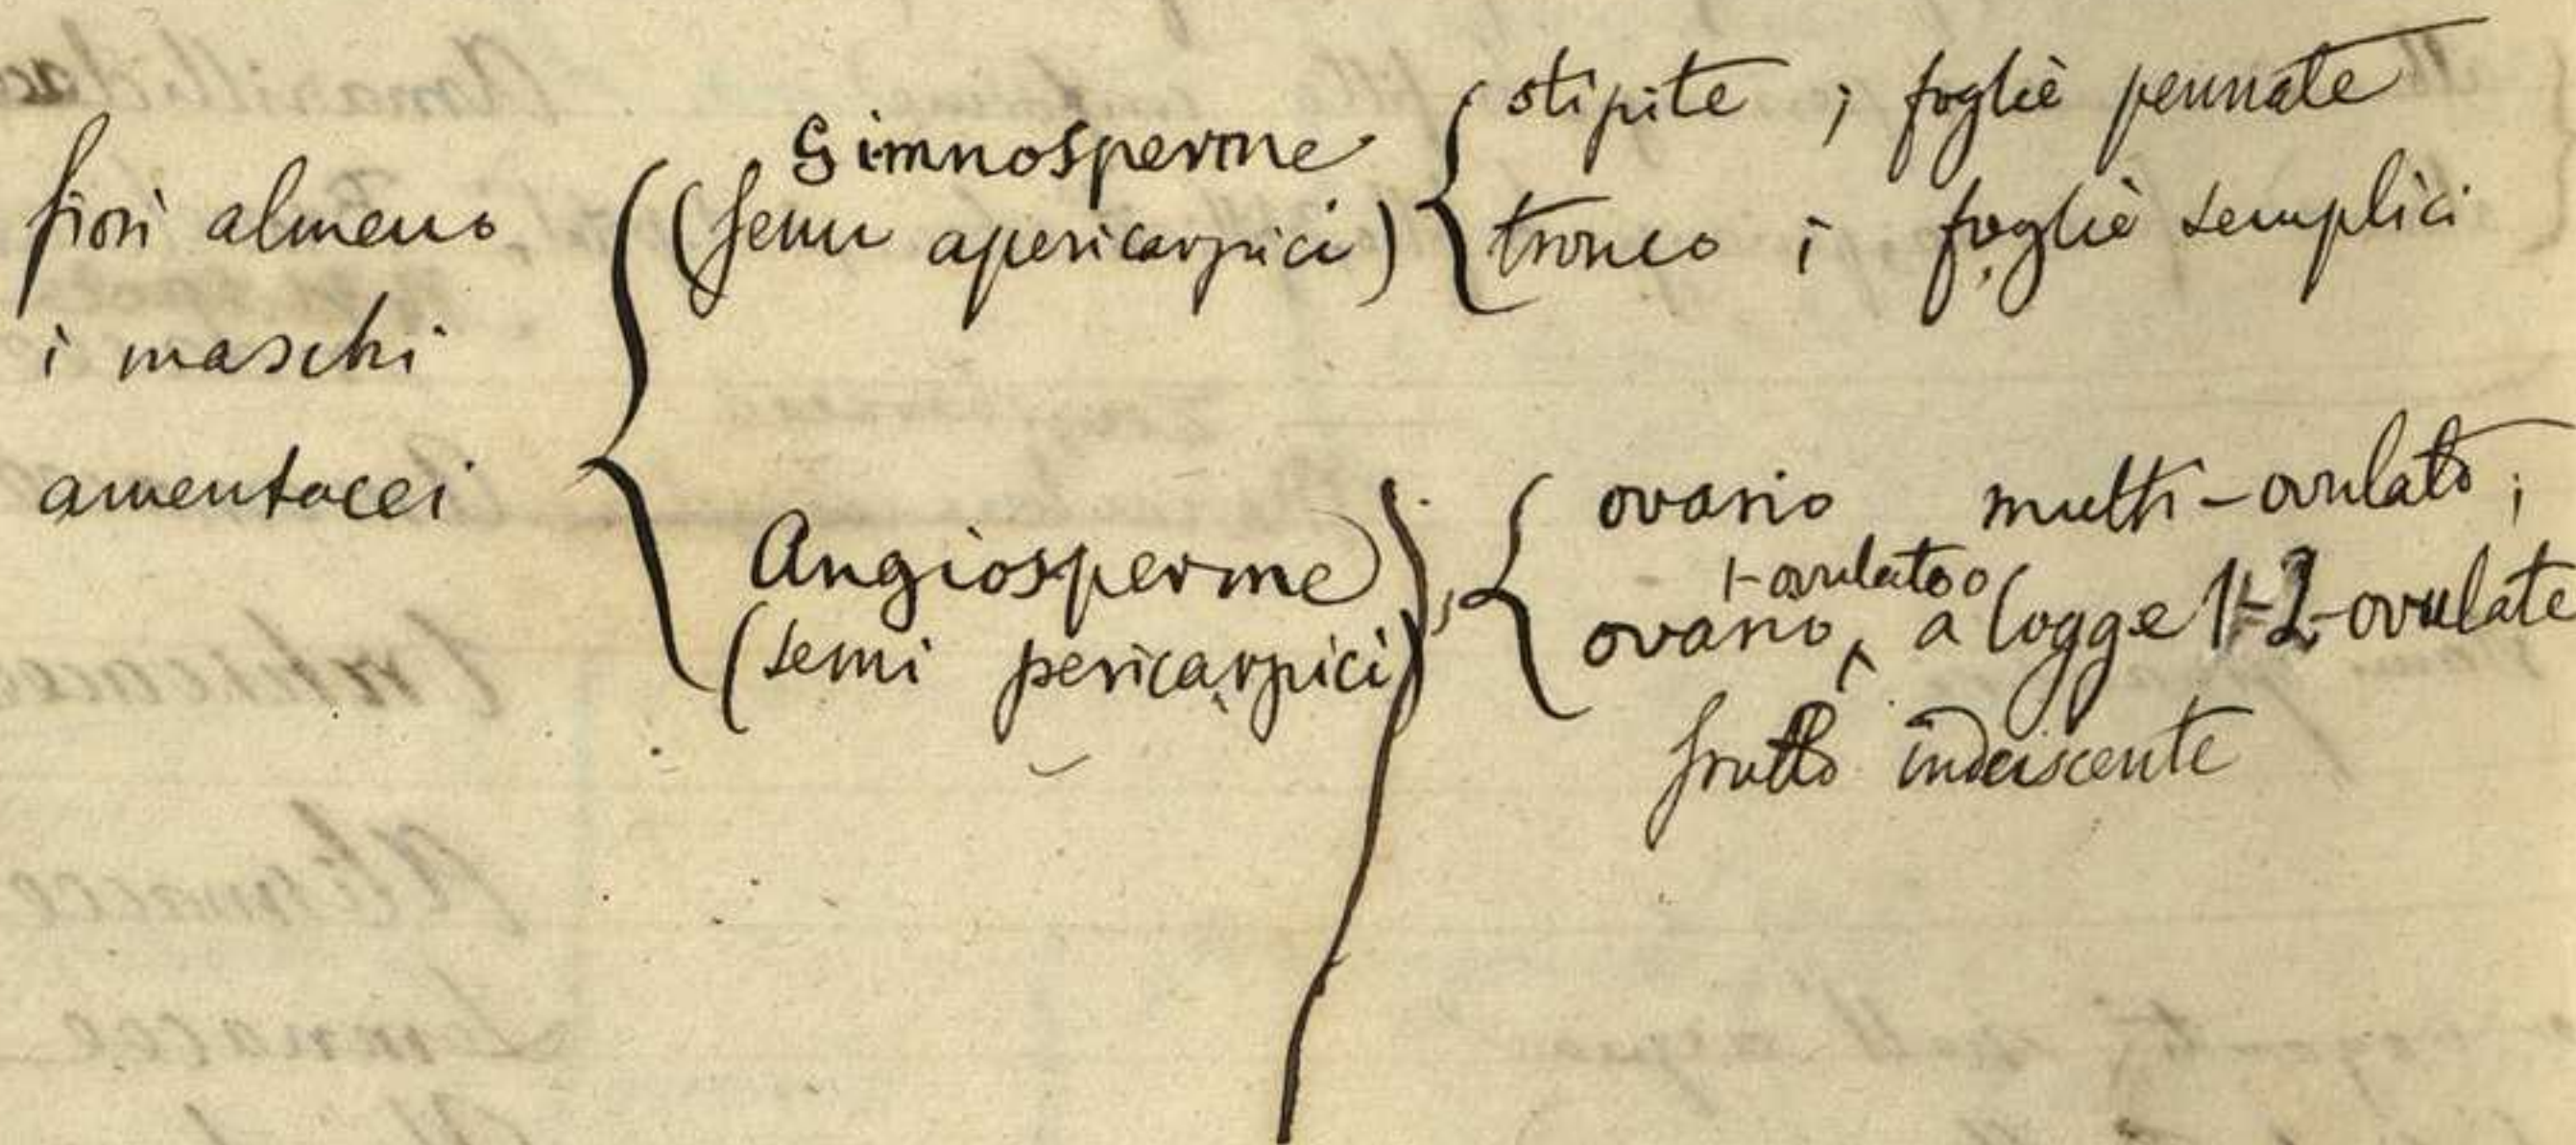 fiori almeno
i maschi
amentacei
Gimnosperme
(semi apericarpici)
stipite ; foglie pennate
tronco ; foglie semplici
Angiosperme
(semi pericarpici),
ovario multi-ovulato ;
1-ovulato o
ovario, a logge 1-2-ovulate
frutto indeiscente